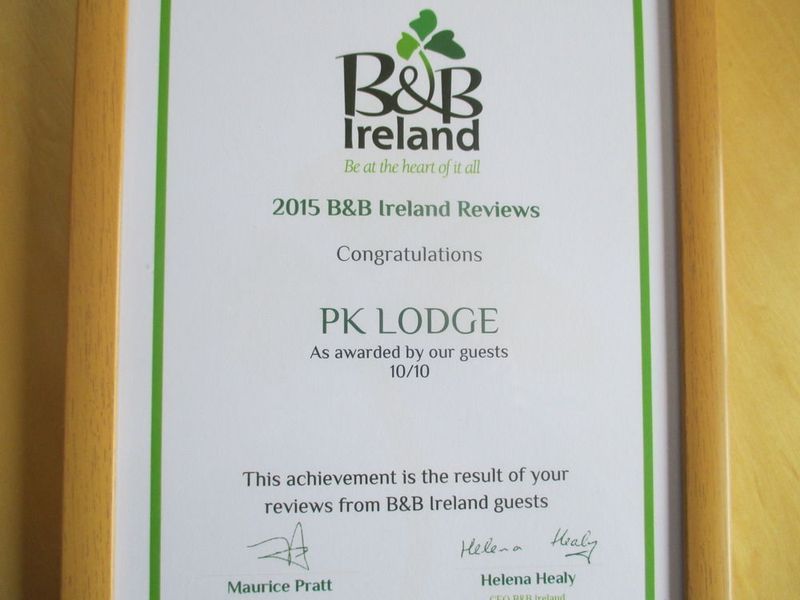 B&B
Ireland
Be at the heart of it all
2015 B&B Ireland Reviews
Congratulations
PK LODGE
As awarded by our guests
10/10
This achievement is the result of your
reviews from B&B Ireland guests
Helena Healy
Maurice Pratt
Helena Healy
CEO B&B Ireland